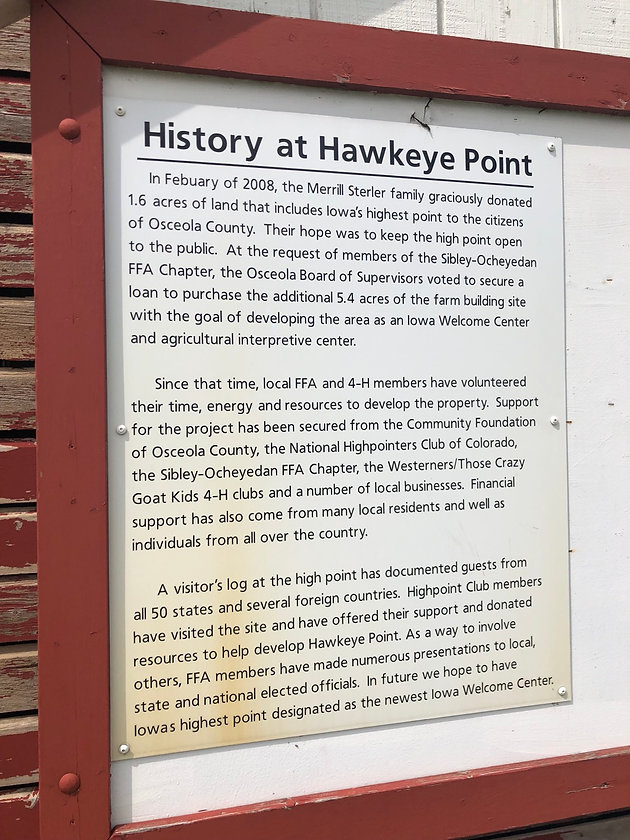 History at Hawkeye Point
In Febuary of 2008, the Merrill Sterler family graciously donated
1.6 acres of land that includes Iowa's highest point to the citizens
of Osceola County. Their hope was to keep the high point open
to the public. At the request of members of the Sibley-Ocheyedan
FFA Chapter, the Osceola Board of Supervisors voted to secure a
loan to purchase the additional 5.4 acres of the farm building site
with the goal of developing the area as an Iowa Welcome Center
and agricultural interpretive center.
Since that time, local FFA and 4-H members have volunteered
their time, energy and resources to develop the property. Support
for the project has been secured from the Community Foundation
of Osceola County, the National Highpointers Club of Colorado,
the Sibley-Ocheyedan FFA Chapter, the Westerners/Those Crazy
Goat Kids 4-H clubs and a number of local businesses. Financial
support has also come from many local residents and well as
individuals from all over the country.
A visitor's log at the high point has documented guests from
all 50 states and several foreign countries. Highpoint Club members
have visited the site and have offered their support and donated
resources to help develop Hawkeye Point. As a way to involve
others, FFA members have made numerous presentations to local,
state and national elected officials. In future we hope to have
Iowas highest point designated as the newest Iowa Welcome Center.